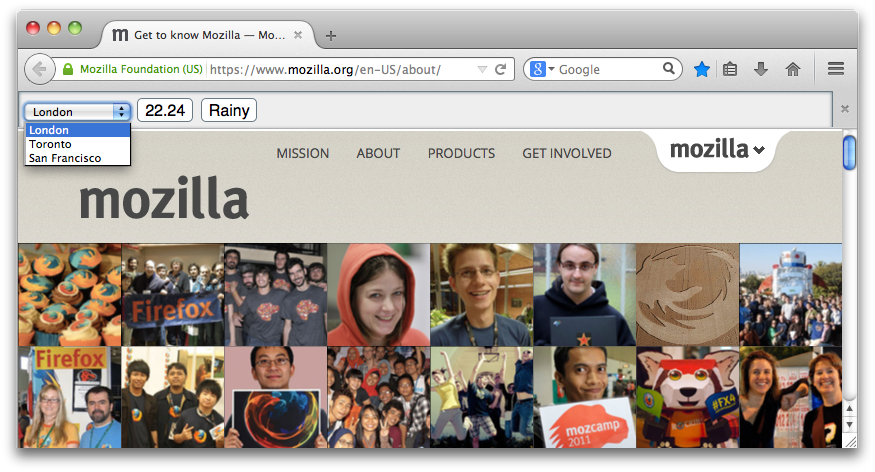 Get to know Mozilla — Mo...
Mozilla Foundation (US) https://www.mozilla.org/en-US/about/
Google
London 22.24 Rainy
London
Toronto
San Francisco
MISSION ABOUT PRODUCTS GET INVOLVED mozilla
mozilla
Firefox
Firefox
#FX4
mozcamp
2011